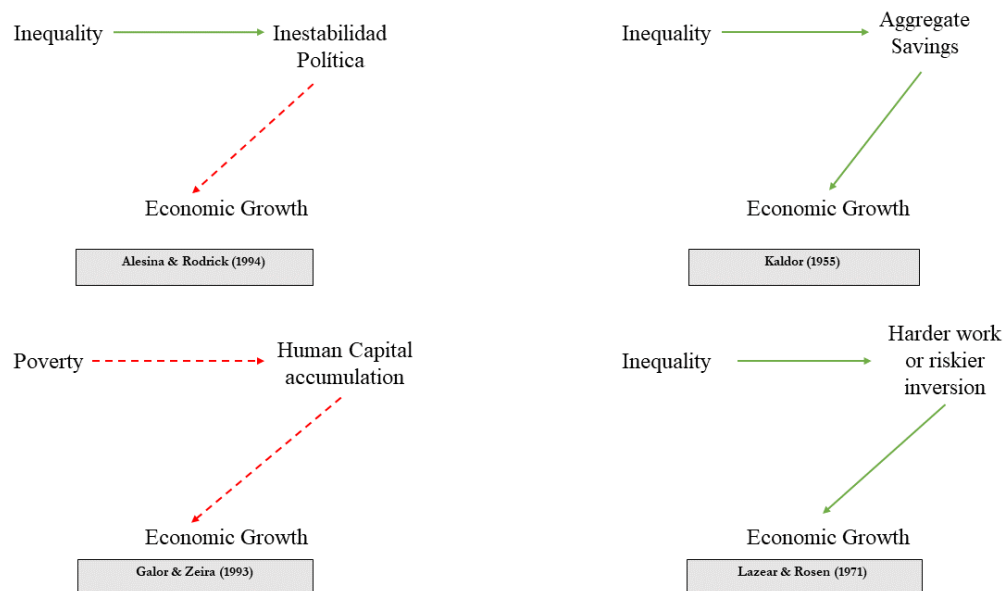 Inequality
Inestabilidad
Política
Economic Growth
Alesina & Rodrick (1994)
Inequality
Aggregate
Savings
Economic Growth
Kaldor (1955)
Poverty
Human Capital
accumulation
Economic Growth
Galor & Zeira (1993)
Inequality
Harder work
or riskier
inversion
Economic Growth
Lazear & Rosen (1971)